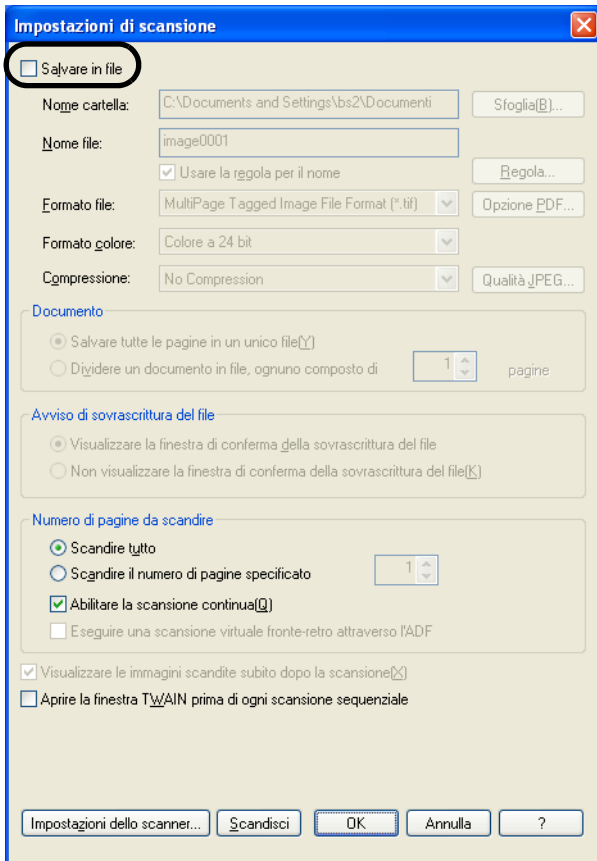 Impostazioni di scansione
Salvare in file
Nome cartella: C:\Documents and Settings\bs2\Documenti Sfoglia(B)...
Nome file: image0001
Usare la regola per il nome Regola...
Formato file: MultiPage Tagged Image File Format (*.tif) Opzione PDF...
Formato colore: Colore a 24 bit
Compressione: No Compression Qualità JPEG...
Documento
Salvare tutte le pagine in un unico file(Y)
Dividere un documento in file, ognuno composto di 1 pagine
Avviso di sovrascrittura del file
Visualizzare la finestra di conferma della sovrascrittura del file
Non visualizzare la finestra di conferma della sovrascrittura del file(K)
Numero di pagine da scandire
Scandire tutto
Scandire il numero di pagine specificato 1
Abilitare la scansione continua(Q)
Eseguire una scansione virtuale fronte-retro attraverso l'ADF
Visualizzare le immagini scandite subito dopo la scansione(X)
Aprire la finestra TWAIN prima di ogni scansione sequenziale
Impostazioni dello scanner... Scandisci OK Annulla ?